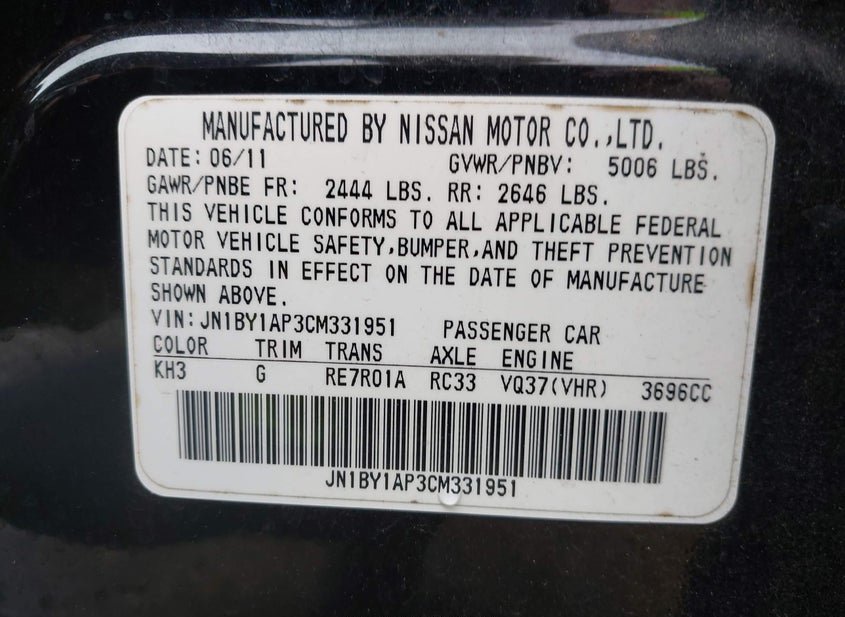 MANUFACTURED BY NISSAN MOTOR CO.,LTD.
DATE: 06/11 GVWR/PNBV: 5006 LBS.
GAWR/PNBE FR: 2444 LBS. RR: 2646 LBS.
THIS VEHICLE CONFORMS TO ALL APPLICABLE FEDERAL
MOTOR VEHICLE SAFETY,BUMPER,AND THEFT PREVENTION
STANDARDS IN EFFECT ON THE DATE OF MANUFACTURE
SHOWN ABOVE.
VIN: JN1BY1AP3CM331951 PASSENGER CAR
COLOR TRIM TRANS AXLE ENGINE
KH3 G RE7R01A RC33 VQ37(VHR) 3696CC
JN1BY1AP3CM331951